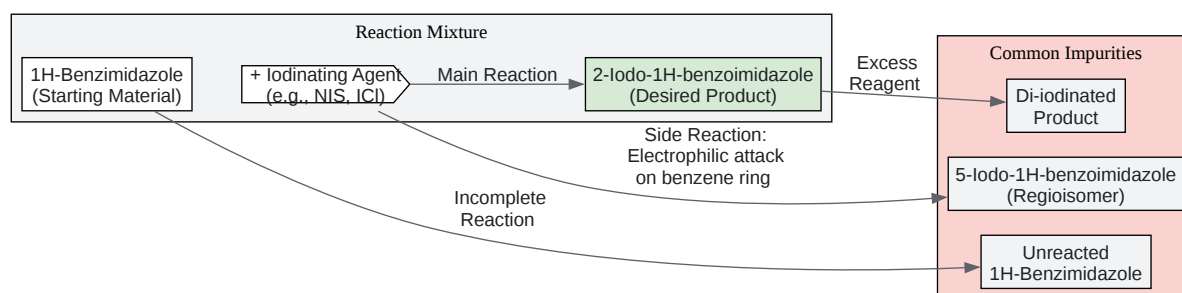 Reaction Mixture
1H-Benzimidazole
(Starting Material)
+ Iodinating Agent
(e.g., NIS, ICl)
Main Reaction
2-Iodo-1H-benzoimidazole
(Desired Product)
Excess
Reagent
Common Impurities
Di-iodinated
Product
Side Reaction:
Electrophilic attack
on benzene ring
5-Iodo-1H-benzoimidazole
(Regioisomer)
Incomplete
Reaction
Unreacted
1H-Benzimidazole